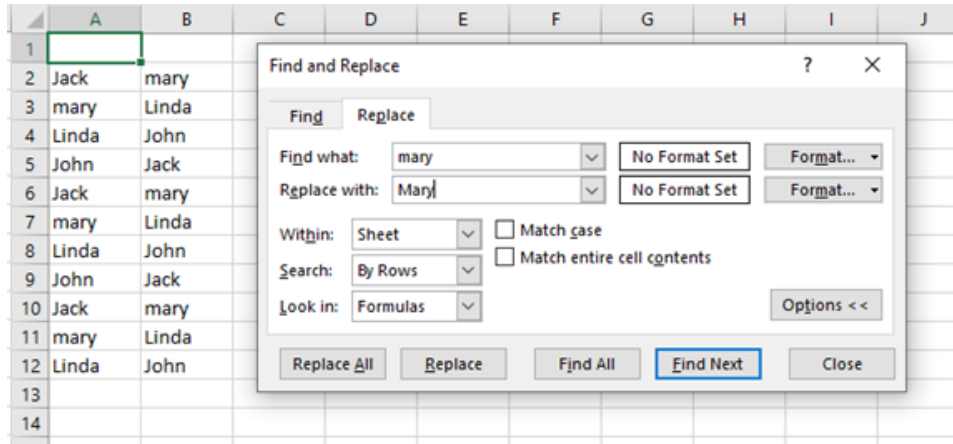 A B C D E F G H I J
1
2 Jack mary
3 mary Linda
4 Linda John
5 John Jack
6 Jack mary
7 mary Linda
8 Linda John
9 John Jack
10 Jack mary
11 mary Linda
12 Linda John
13
14
Find and Replace ? X
Find Replace
Find what: mary No Format Set Format...
Replace with: Mary No Format Set Format...
Within: Sheet Match case
Match entire cell contents
Search: By Rows
Look in: Formulas Options <<
Replace All Replace Find All Find Next Close